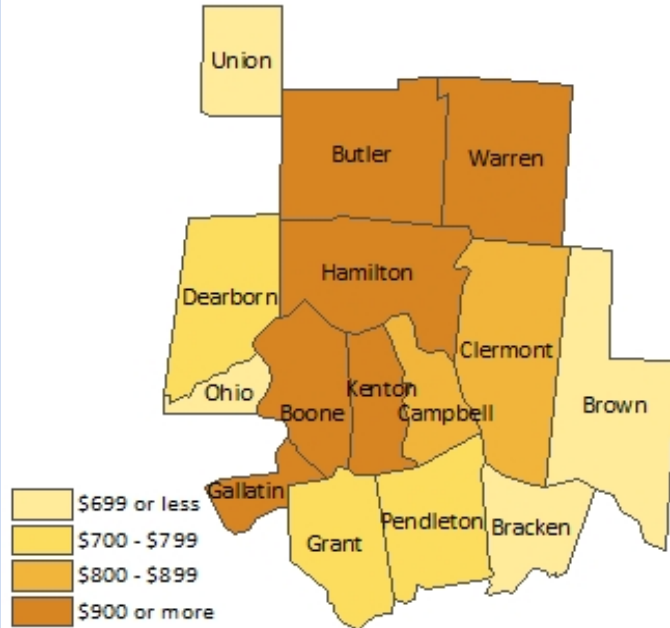 Union
Butler
Warren
Hamilton
Dearborn
Clermont
Ohio
Kenton
Boone
Campbell
Brown
Gallatin
Pendleton
Bracken
Grant
$699 or less
$700 - $799
$800 - $899
$900 or more